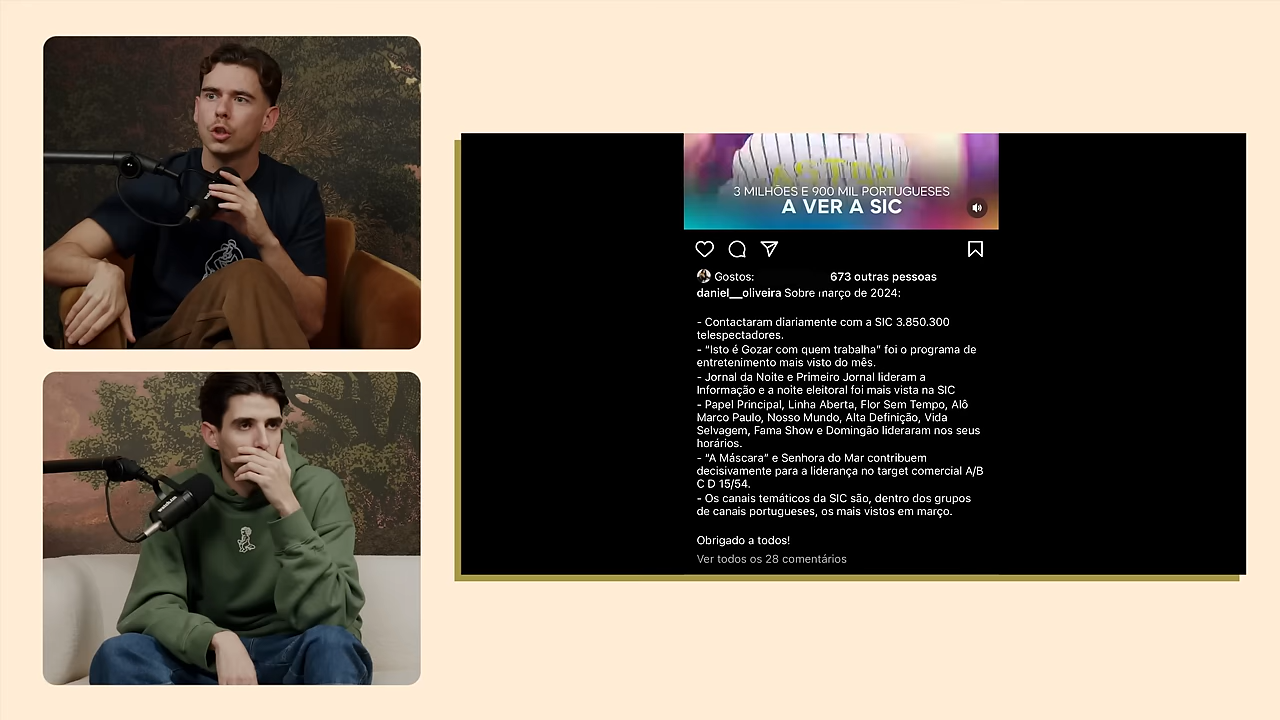 3 MILHÕES E 900 MIL PORTUGUESES
A VER A SIC
Gostos: 673 outras pessoas
daniel__oliveira Sobre março de 2024:
- Contactaram diariamente com a SIC 3.850.300
telespectadores.
- “Isto é Gozar com quem trabalha” foi o programa de
entretenimento mais visto do mês.
- Jornal da Noite e Primeiro Jornal lideram a
Informação e a noite eleitoral foi mais vista na SIC
- Papel Principal, Linha Aberta, Flor Sem Tempo, Alô
Marco Paulo, Nosso Mundo, Alta Definição, Vida
Selvagem, Fama Show e Domingão lideraram nos seus
horários.
- “A Máscara” e Senhora do Mar contribuem
decisivamente para a liderança no target comercial A/B
C D 15/54.
- Os canais temáticos da SIC são, dentro dos grupos
de canais portugueses, os mais vistos em março.
Obrigado a todos!
Ver todos os 28 comentários